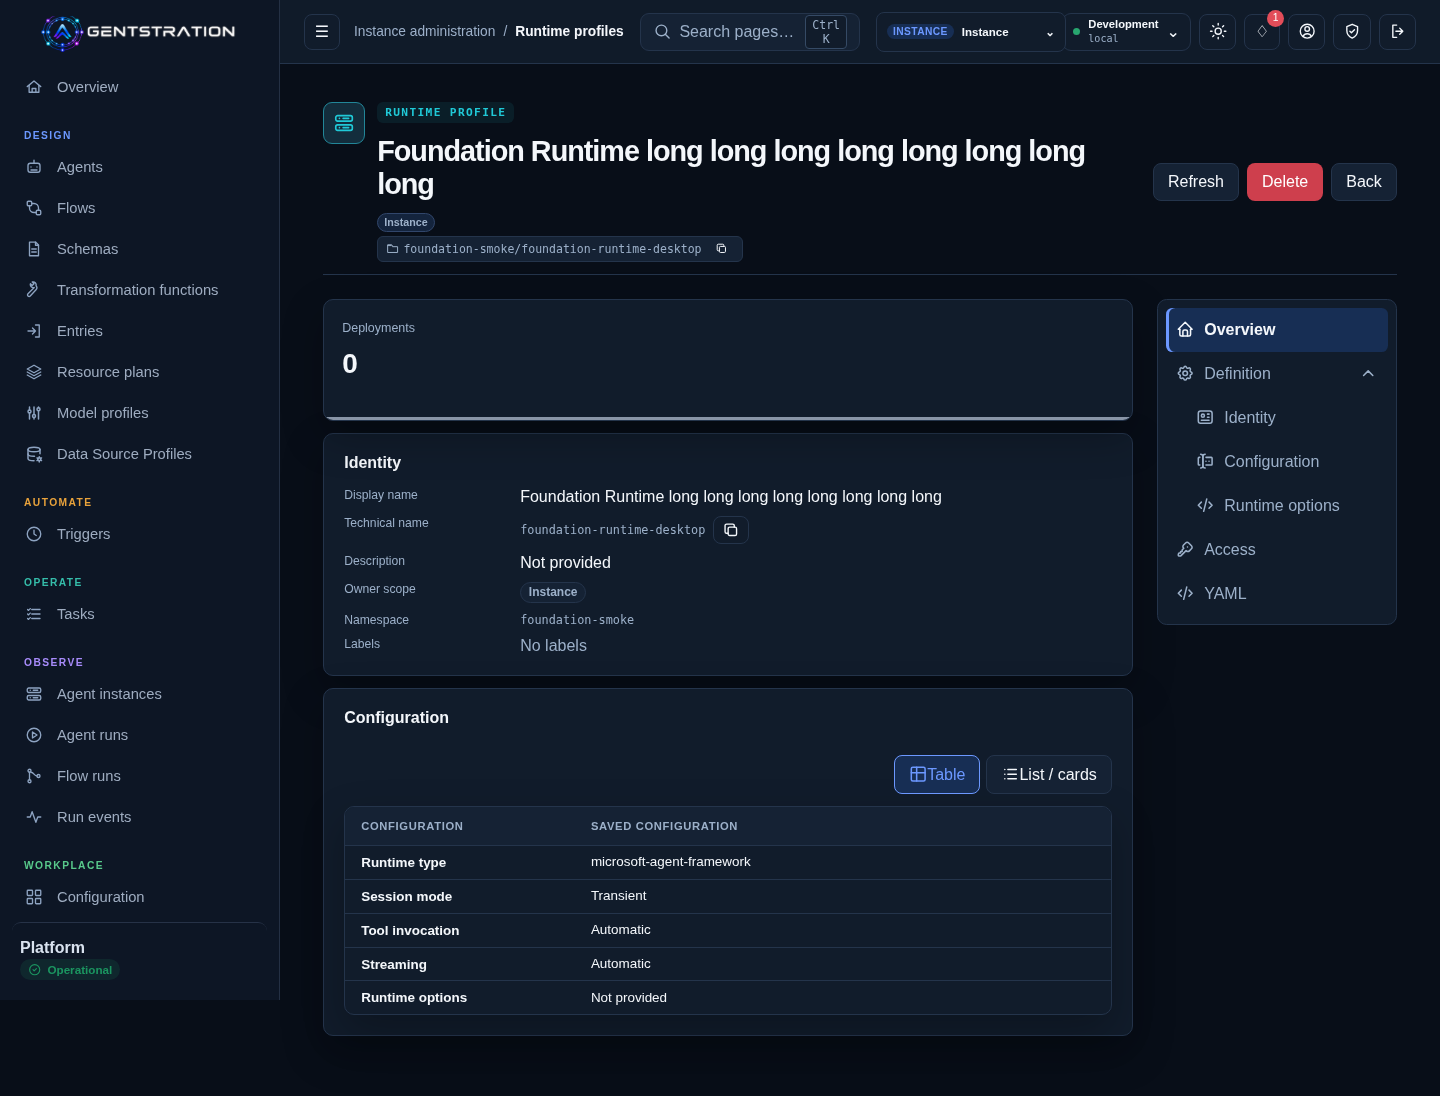 GENTSTRATION
☰
Instance administration / Runtime profiles
Search pages…
Ctrl K
INSTANCE Instance
Development
local
1
Overview
DESIGN
Agents
Flows
Schemas
Transformation functions
Entries
Resource plans
Model profiles
Data Source Profiles
AUTOMATE
Triggers
OPERATE
Tasks
OBSERVE
Agent instances
Agent runs
Flow runs
Run events
WORKPLACE
Configuration
Platform
Operational
RUNTIME PROFILE
Foundation Runtime long long long long long long long
long
Instance
foundation-smoke/foundation-runtime-desktop
Refresh
Delete
Back
Deployments
0
Identity
Display name
Foundation Runtime long long long long long long long long
Technical name
foundation-runtime-desktop
Description
Not provided
Owner scope
Instance
Namespace
foundation-smoke
Labels
No labels
Configuration
Table
List / cards
CONFIGURATION SAVED CONFIGURATION
Runtime type microsoft-agent-framework
Session mode Transient
Tool invocation Automatic
Streaming Automatic
Runtime options Not provided
Overview
Definition
Identity
Configuration
Runtime options
Access
YAML